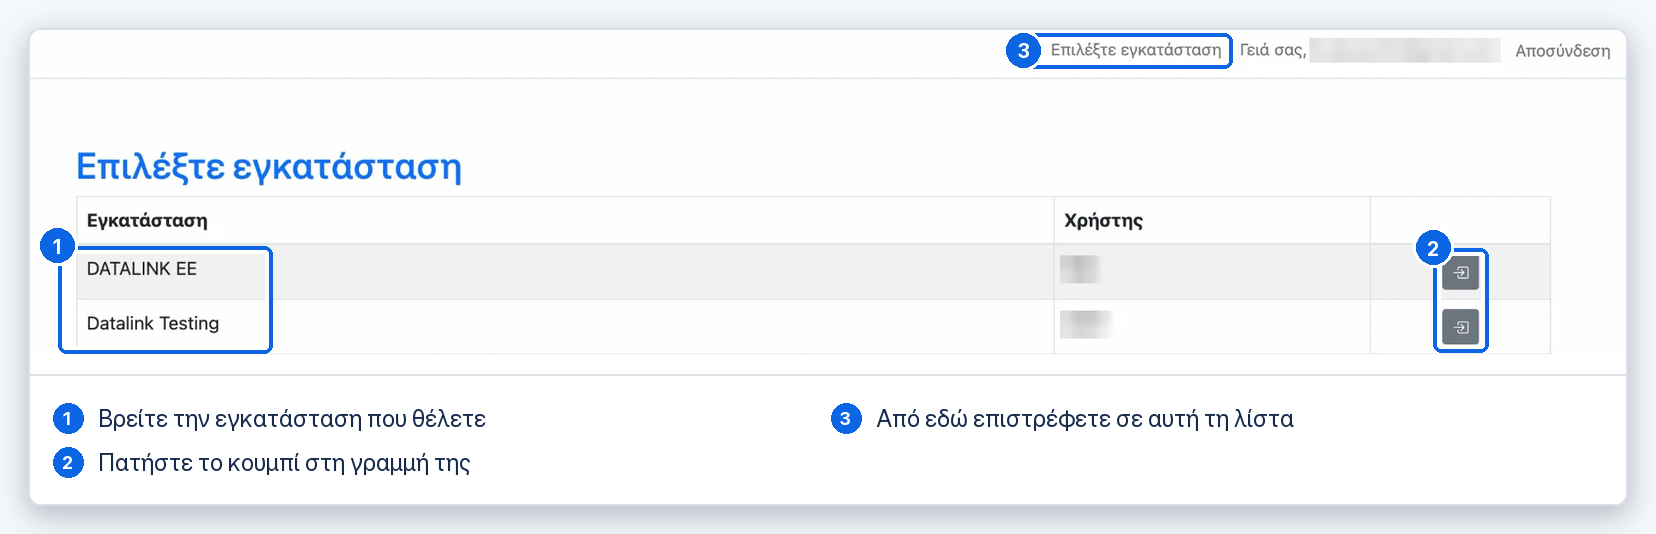 3 Επιλέξτε εγκατάσταση Γειά σας, Αποσύνδεση
Επιλέξτε εγκατάσταση
Εγκατάσταση Χρήστης
1 2
DATALINK EE
Datalink Testing
1 Βρείτε την εγκατάσταση που θέλετε
2 Πατήστε το κουμπί στη γραμμή της
3 Από εδώ επιστρέφετε σε αυτή τη λίστα